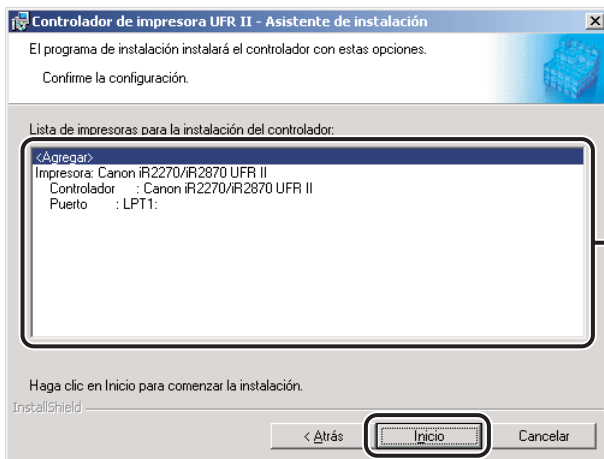 Controlador de impresora UFR II - Asistente de instalación
El programa de instalación instalará el controlador con estas opciones.
Confirme la configuración.
Lista de impresoras para la instalación del controlador:
<Agregar>
Impresora: Canon iR2270/iR2870 UFR II
Controlador : Canon iR2270/iR2870 UFR II
Puerto : LPT1:
Haga clic en Inicio para comenzar la instalación.
InstallShield
< Atrás Inicio Cancelar